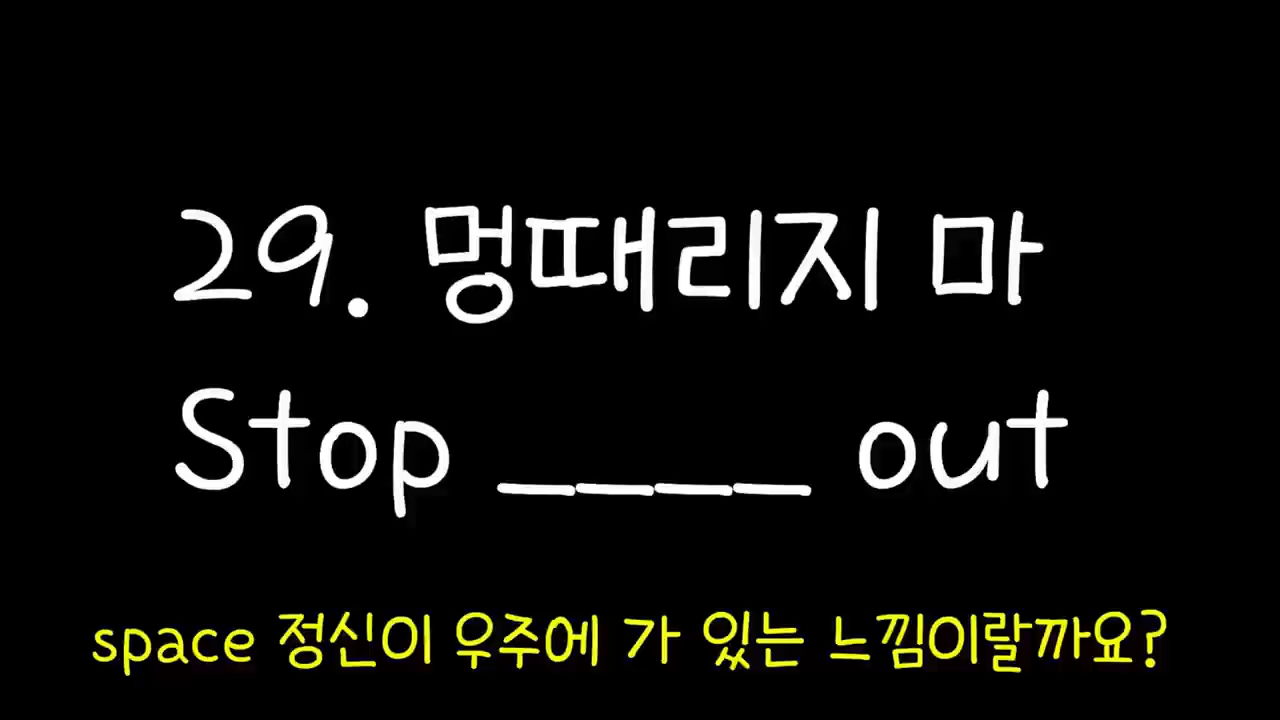 29. 멍때리지 마
Stop ____ out
space 정신이 우주에 가 있는 느낌이랄까요?